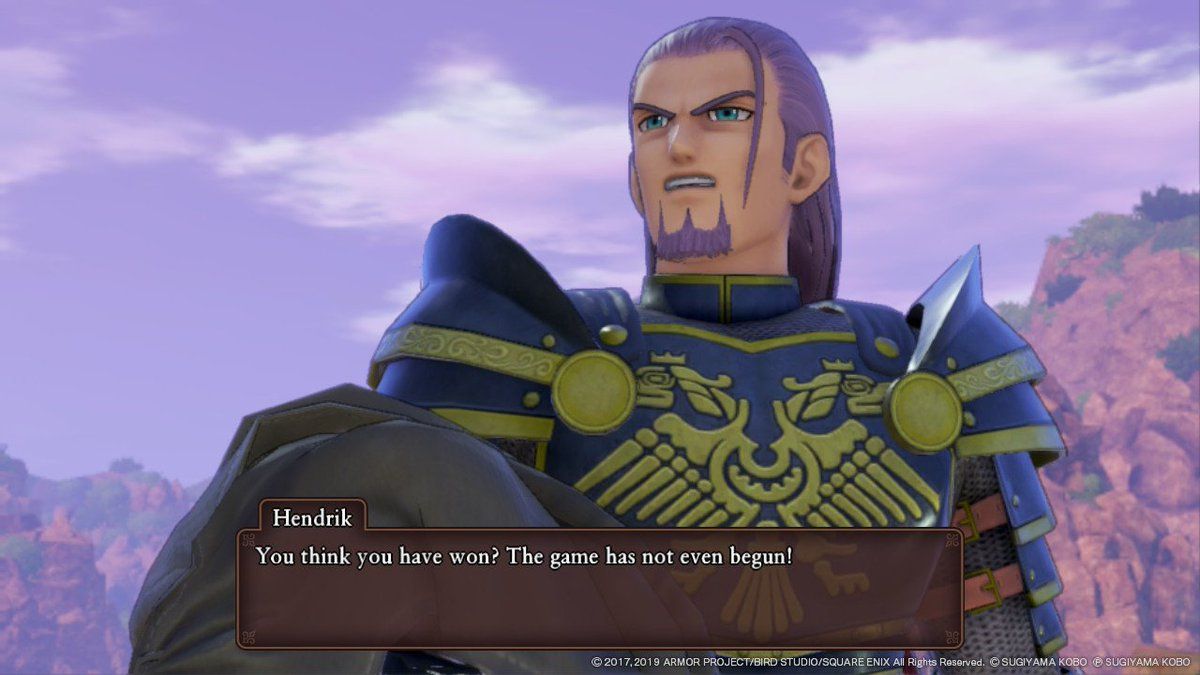 Hendrik
You think you have won? The game has not even begun!
© 2017, 2019 ARMOR PROJECT/BIRD STUDIO/SQUARE ENIX All Rights Reserved. © SUGIYAMA KOBO ℗ SUGIYAMA KOBO